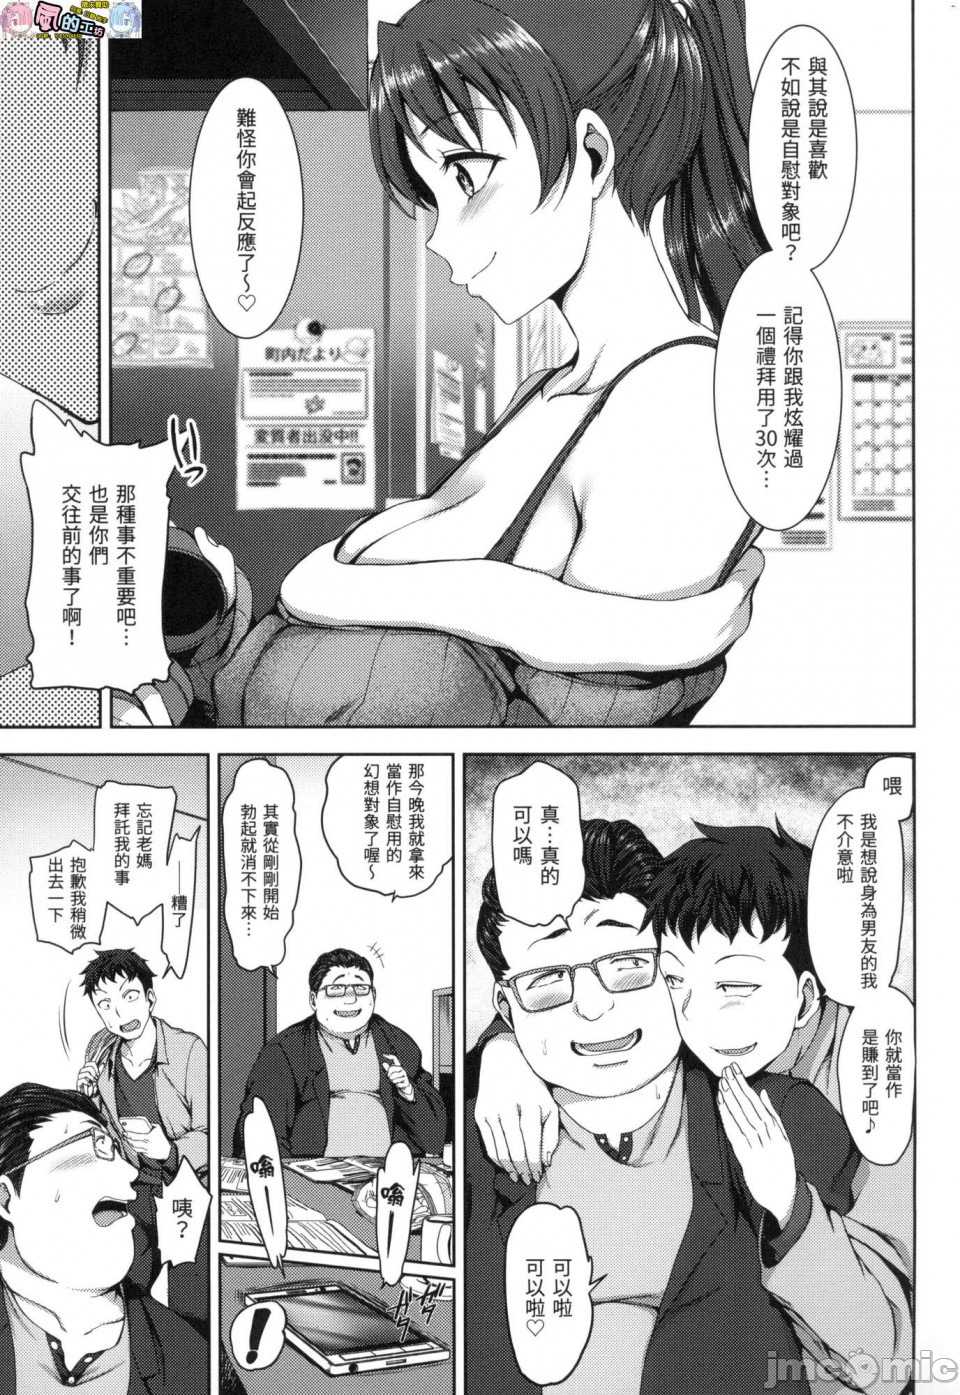 與其說是喜歡
不如說是自慰對象吧？
記得你跟我炫耀過
一個禮拜用了30次…
難怪你會起反應了～♡
町内だより
変質者出没中!!
那種事不重要吧…
也是你們
交往前的事了啊！
喂
我是想說身為男友的我
不介意啦
你就當作
是賺到了吧♪
真…真的
可以嗎
可以啦
可以啦♡
那今晚我就拿來
當作自慰用的
幻想對象了喔～
其實從剛剛開始
勃起就消不下來…
嗡——
嗡——
！
糟了
忘記老媽
拜託我的事
抱歉我稍微
出去一下
咦？
風的工坊
jmcomic